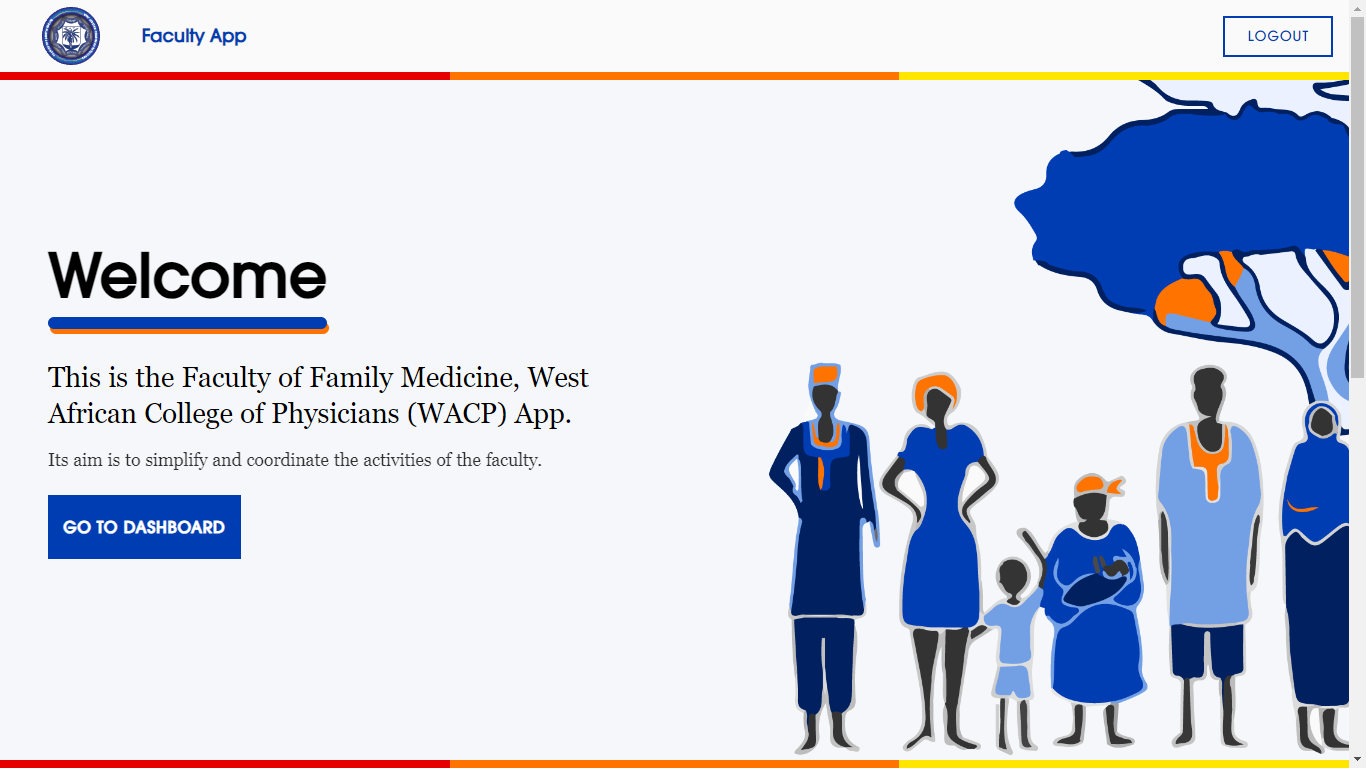 Faculty App
LOGOUT
Welcome
This is the Faculty of Family Medicine, West
African College of Physicians (WACP) App.
Its aim is to simplify and coordinate the activities of the faculty.
GO TO DASHBOARD